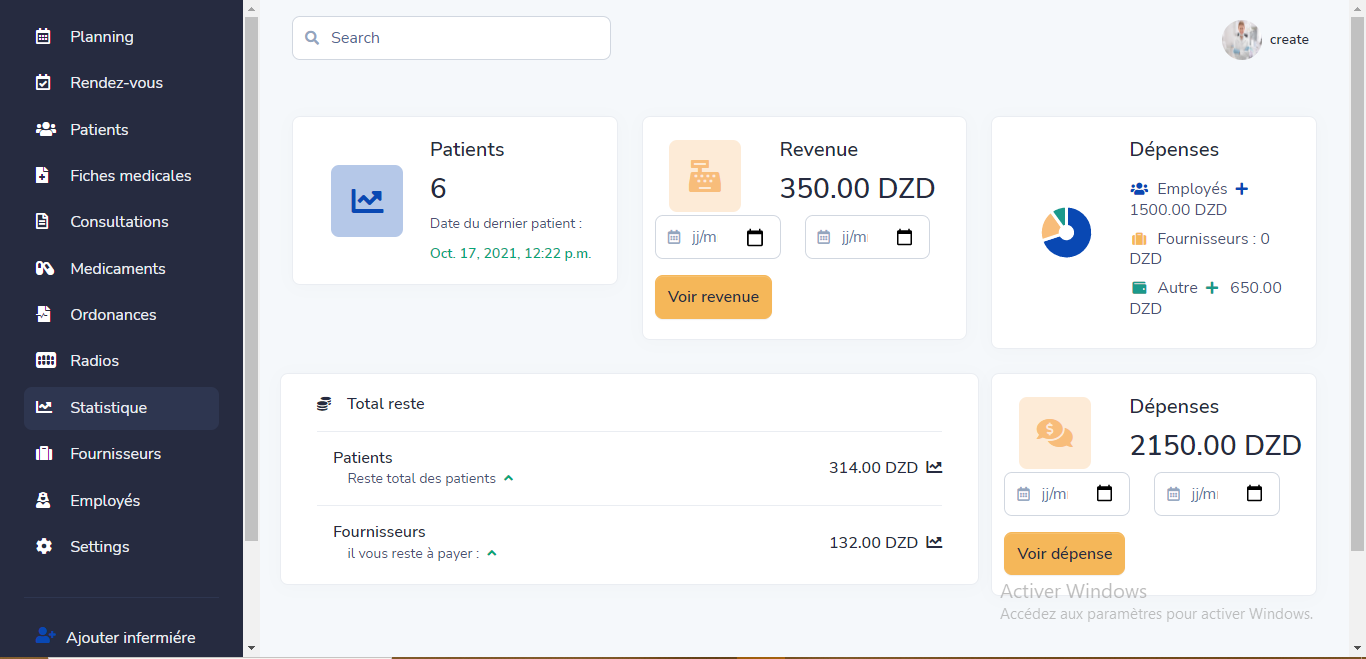 Planning
Rendez-vous
Patients
Fiches medicales
Consultations
Medicaments
Ordonances
Radios
Statistique
Fournisseurs
Employés
Settings
Ajouter infermiére
Search
create
Patients
6
Date du dernier patient :
Oct. 17, 2021, 12:22 p.m.
Revenue
350.00 DZD
jj/m jj/m
Voir revenue
Dépenses
Employés +
1500.00 DZD
Fournisseurs : 0
DZD
Autre + 650.00
DZD
Total reste
Patients
Reste total des patients
314.00 DZD
Fournisseurs
il vous reste à payer :
132.00 DZD
Dépenses
2150.00 DZD
jj/m jj/m
Voir dépense
Activer Windows
Accédez aux paramètres pour activer Windows.